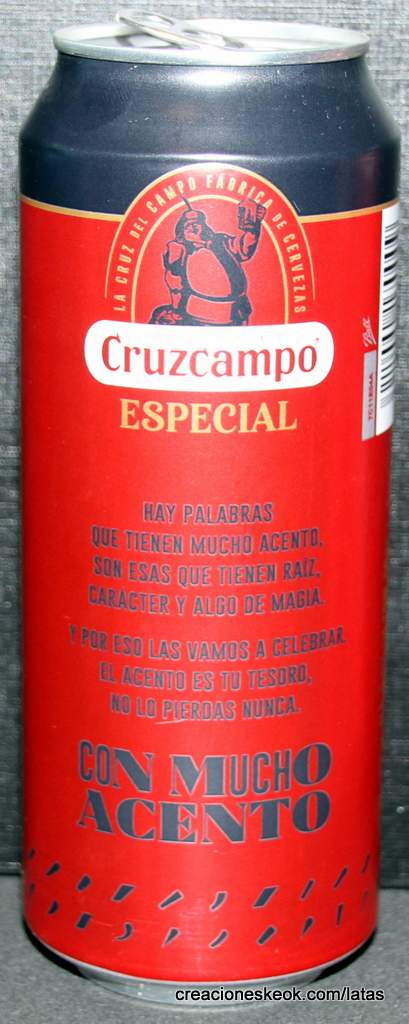 LA CRUZ DEL CAMPO FÁBRICA DE CERVEZAS
Cruzcampo
ESPECIAL
HAY PALABRAS
QUE TIENEN MUCHO ACENTO,
SON ESAS QUE TIENEN RAÍZ,
CARÁCTER Y ALGO DE MAGIA.
Y POR ESO LAS VAMOS A CELEBRAR.
EL ACENTO ES TU TESORO,
NO LO PIERDAS NUNCA.
CON MUCHO
ACENTO
Ball
creacioneskeok.com/latas